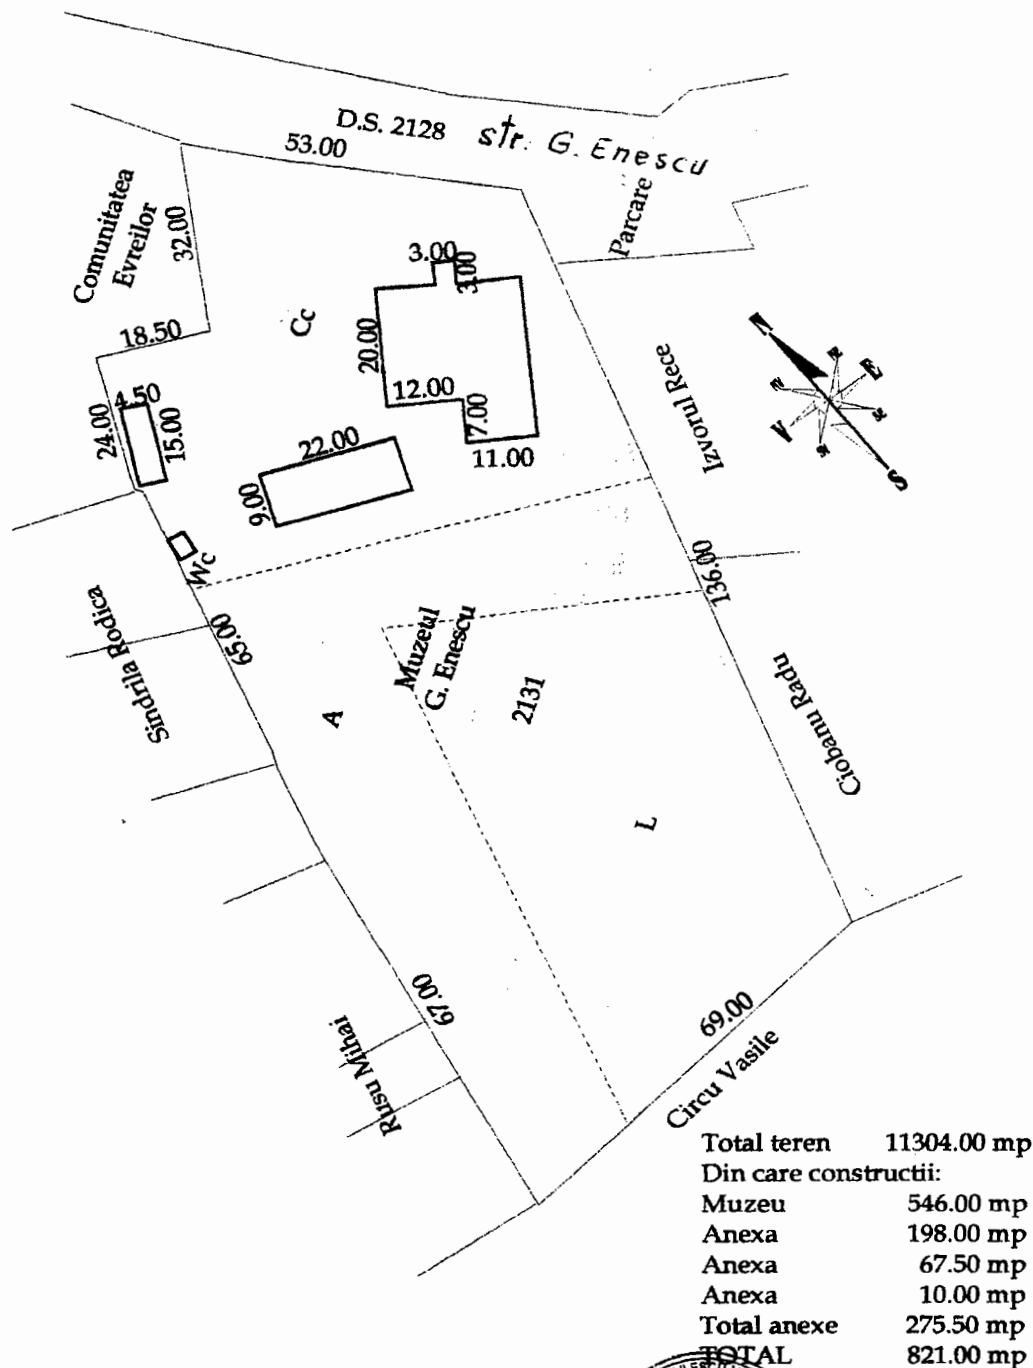 D.S. 2128 str. G. Enescu
53.00
Comunitatea
Evreilor
32.00
Parcare
3.00
3.00
18.50
Cc
20.00
Izvorul Rece
N
N
E
E
V
S
4.50
24.00
15.00
12.00
7.00
11.00
22.00
9.00
Wc
136.00
Sindrila Rodica
65.00
Muzeul
G. Enescu
2131
A
Ciobanu Radu
L
67.00
Rusu Mihai
69.00
Circu Vasile
Total teren 11304.00 mp
Din care constructii:
Muzeu 546.00 mp
Anexa 198.00 mp
Anexa 67.50 mp
Anexa 10.00 mp
Total anexe 275.50 mp
TOTAL 821.00 mp